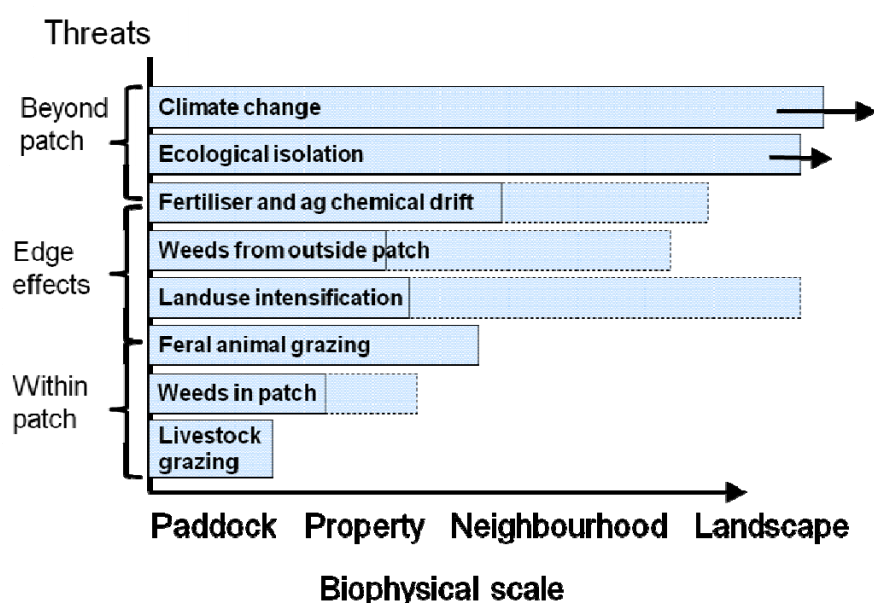 Threats
Beyond
patch
Climate change
Ecological isolation
Fertiliser and ag chemical drift
Edge
effects
Weeds from outside patch
Landuse intensification
Feral animal grazing
Within
patch
Weeds in patch
Livestock
grazing
Paddock Property Neighbourhood Landscape
Biophysical scale